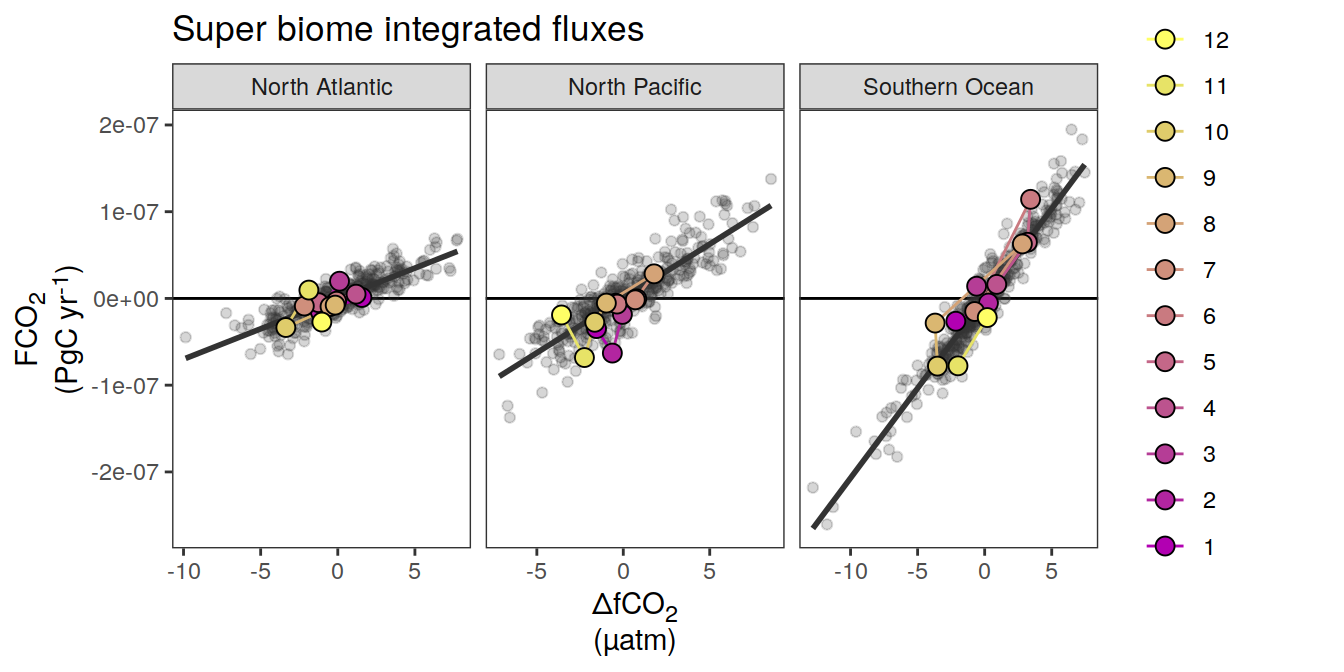 Super biome integrated fluxes
North Atlantic
North Pacific
Southern Ocean
2e-07
1e-07
0e+00
-1e-07
-2e-07
FCO₂
(PgC yr⁻¹)
-10 -5 0 5
-5 0 5
-10 -5 0 5
ΔfCO₂
(µatm)
12
11
10
9
8
7
6
5
4
3
2
1